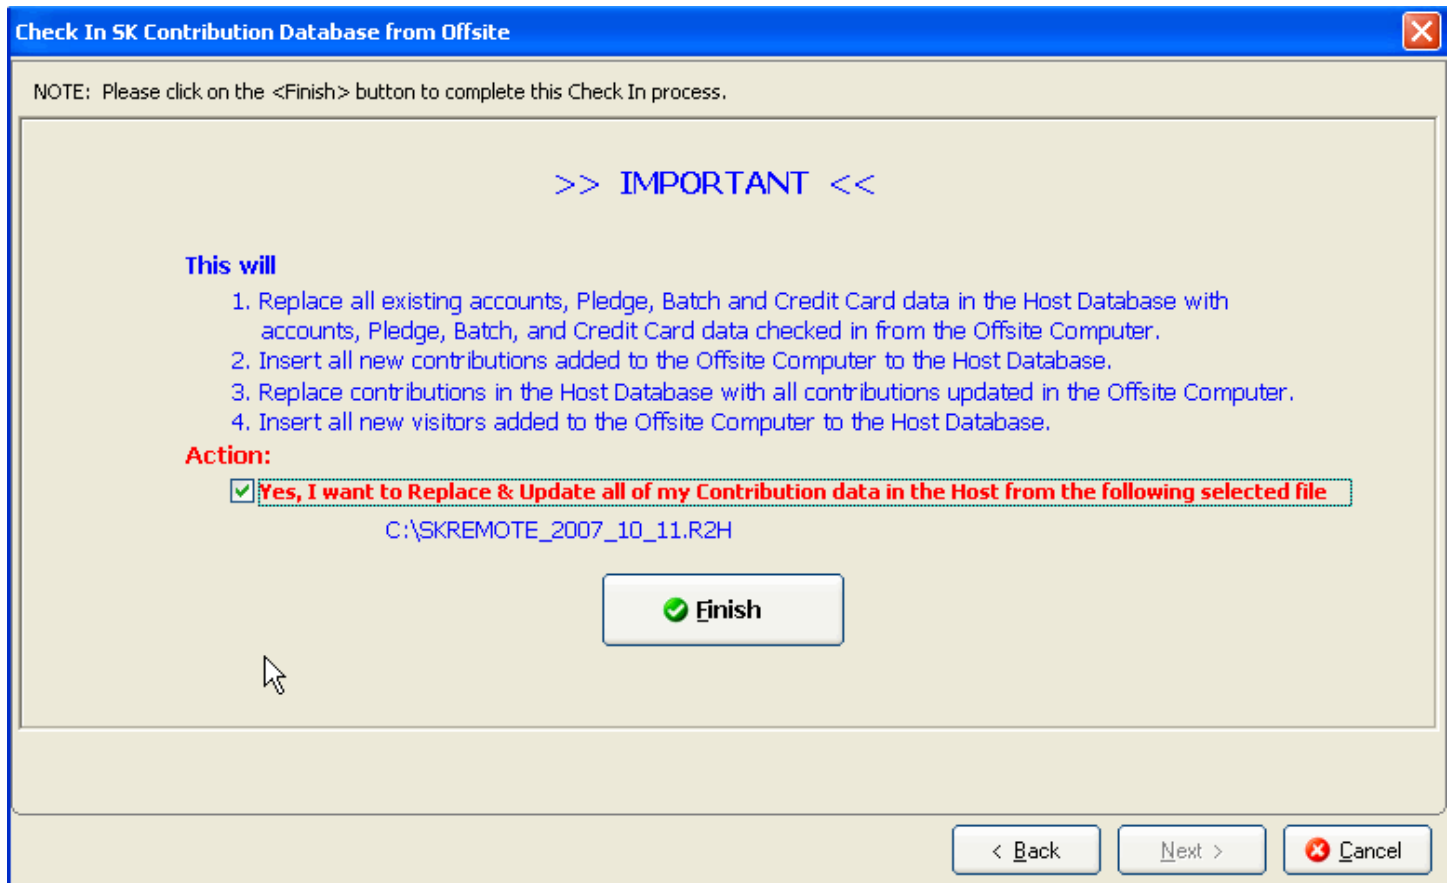 Check In SK Contribution Database from Offsite
NOTE: Please click on the <Finish> button to complete this Check In process.
>> IMPORTANT <<
This will
1. Replace all existing accounts, Pledge, Batch and Credit Card data in the Host Database with
accounts, Pledge, Batch, and Credit Card data checked in from the Offsite Computer.
2. Insert all new contributions added to the Offsite Computer to the Host Database.
3. Replace contributions in the Host Database with all contributions updated in the Offsite Computer.
4. Insert all new visitors added to the Offsite Computer to the Host Database.
Action:
Yes, I want to Replace & Update all of my Contribution data in the Host from the following selected file
C:\SKREMOTE_2007_10_11.R2H
Finish
< Back Next > Cancel